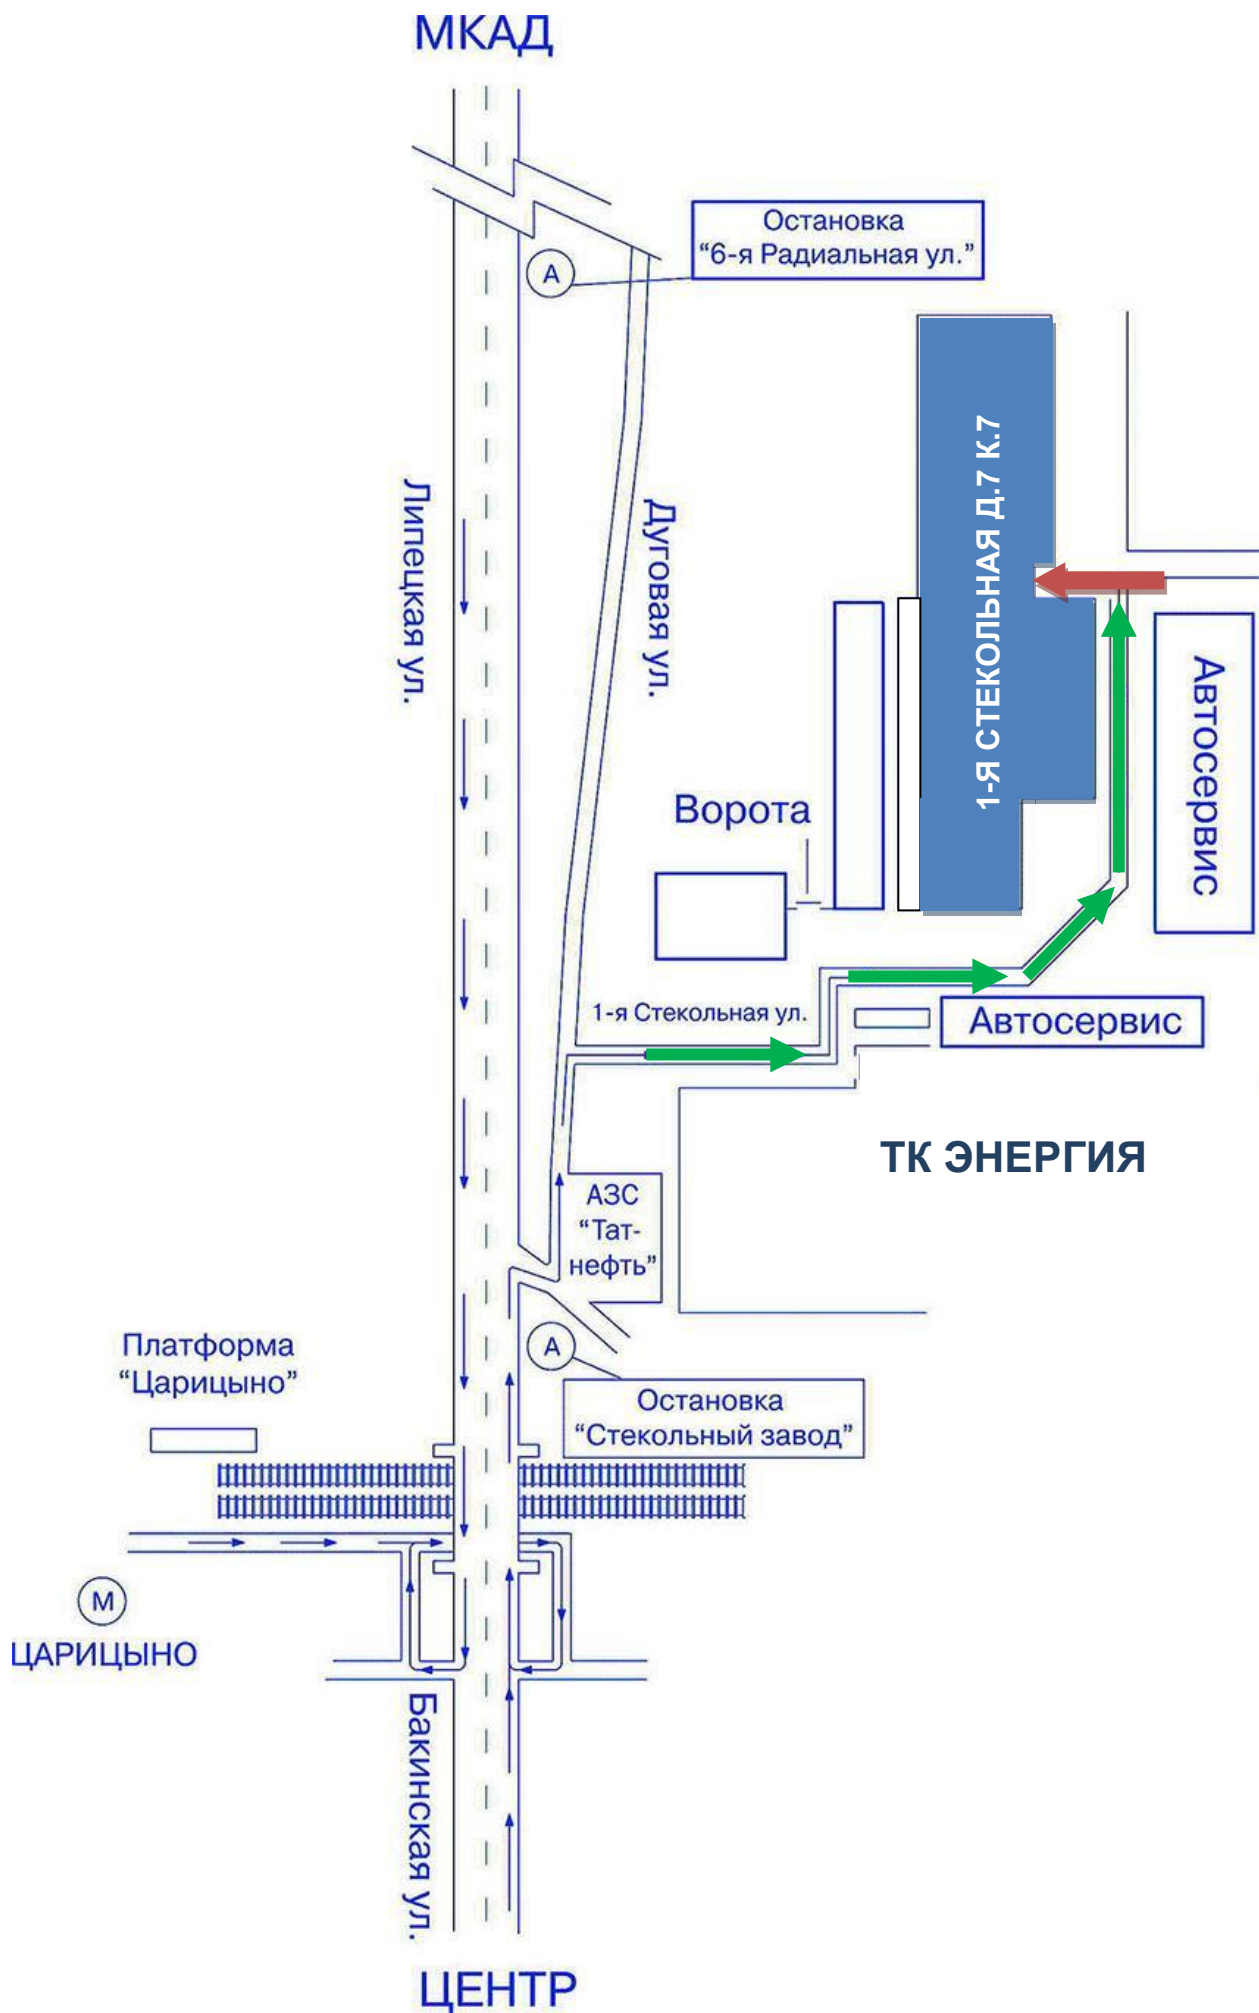 МКАД
Остановка
“6-я Радиальная ул.”
А
Липецкая ул.
Дуговая ул.
1-Я СТЕКОЛЬНАЯ Д.7 К.7
Автосервис
Ворота
1-я Стекольная ул.
Автосервис
ТК ЭНЕРГИЯ
АЗС
“Тат-
нефть”
Платформа
“Царицыно”
А
Остановка
“Стекольный завод”
М
ЦАРИЦЫНО
Бакинская ул.
ЦЕНТР